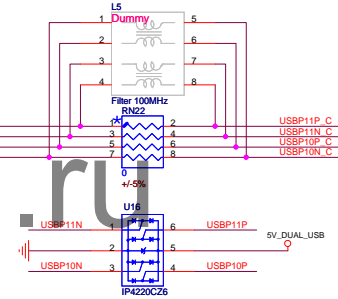 L5
Dummy
1 5
2 6
3 7
4 8
Filter 100MHz
RN22
1 2 USBP11P_C
3 4 USBP11N_C
5 6 USBP10P_C
7 8 USBP10N_C
0
+/-5%
.ru
U16
USBP11N 1 6 USBP11P
2 5 5V_DUAL_USB
USBP10N 3 4 USBP10P
IP4220CZ6